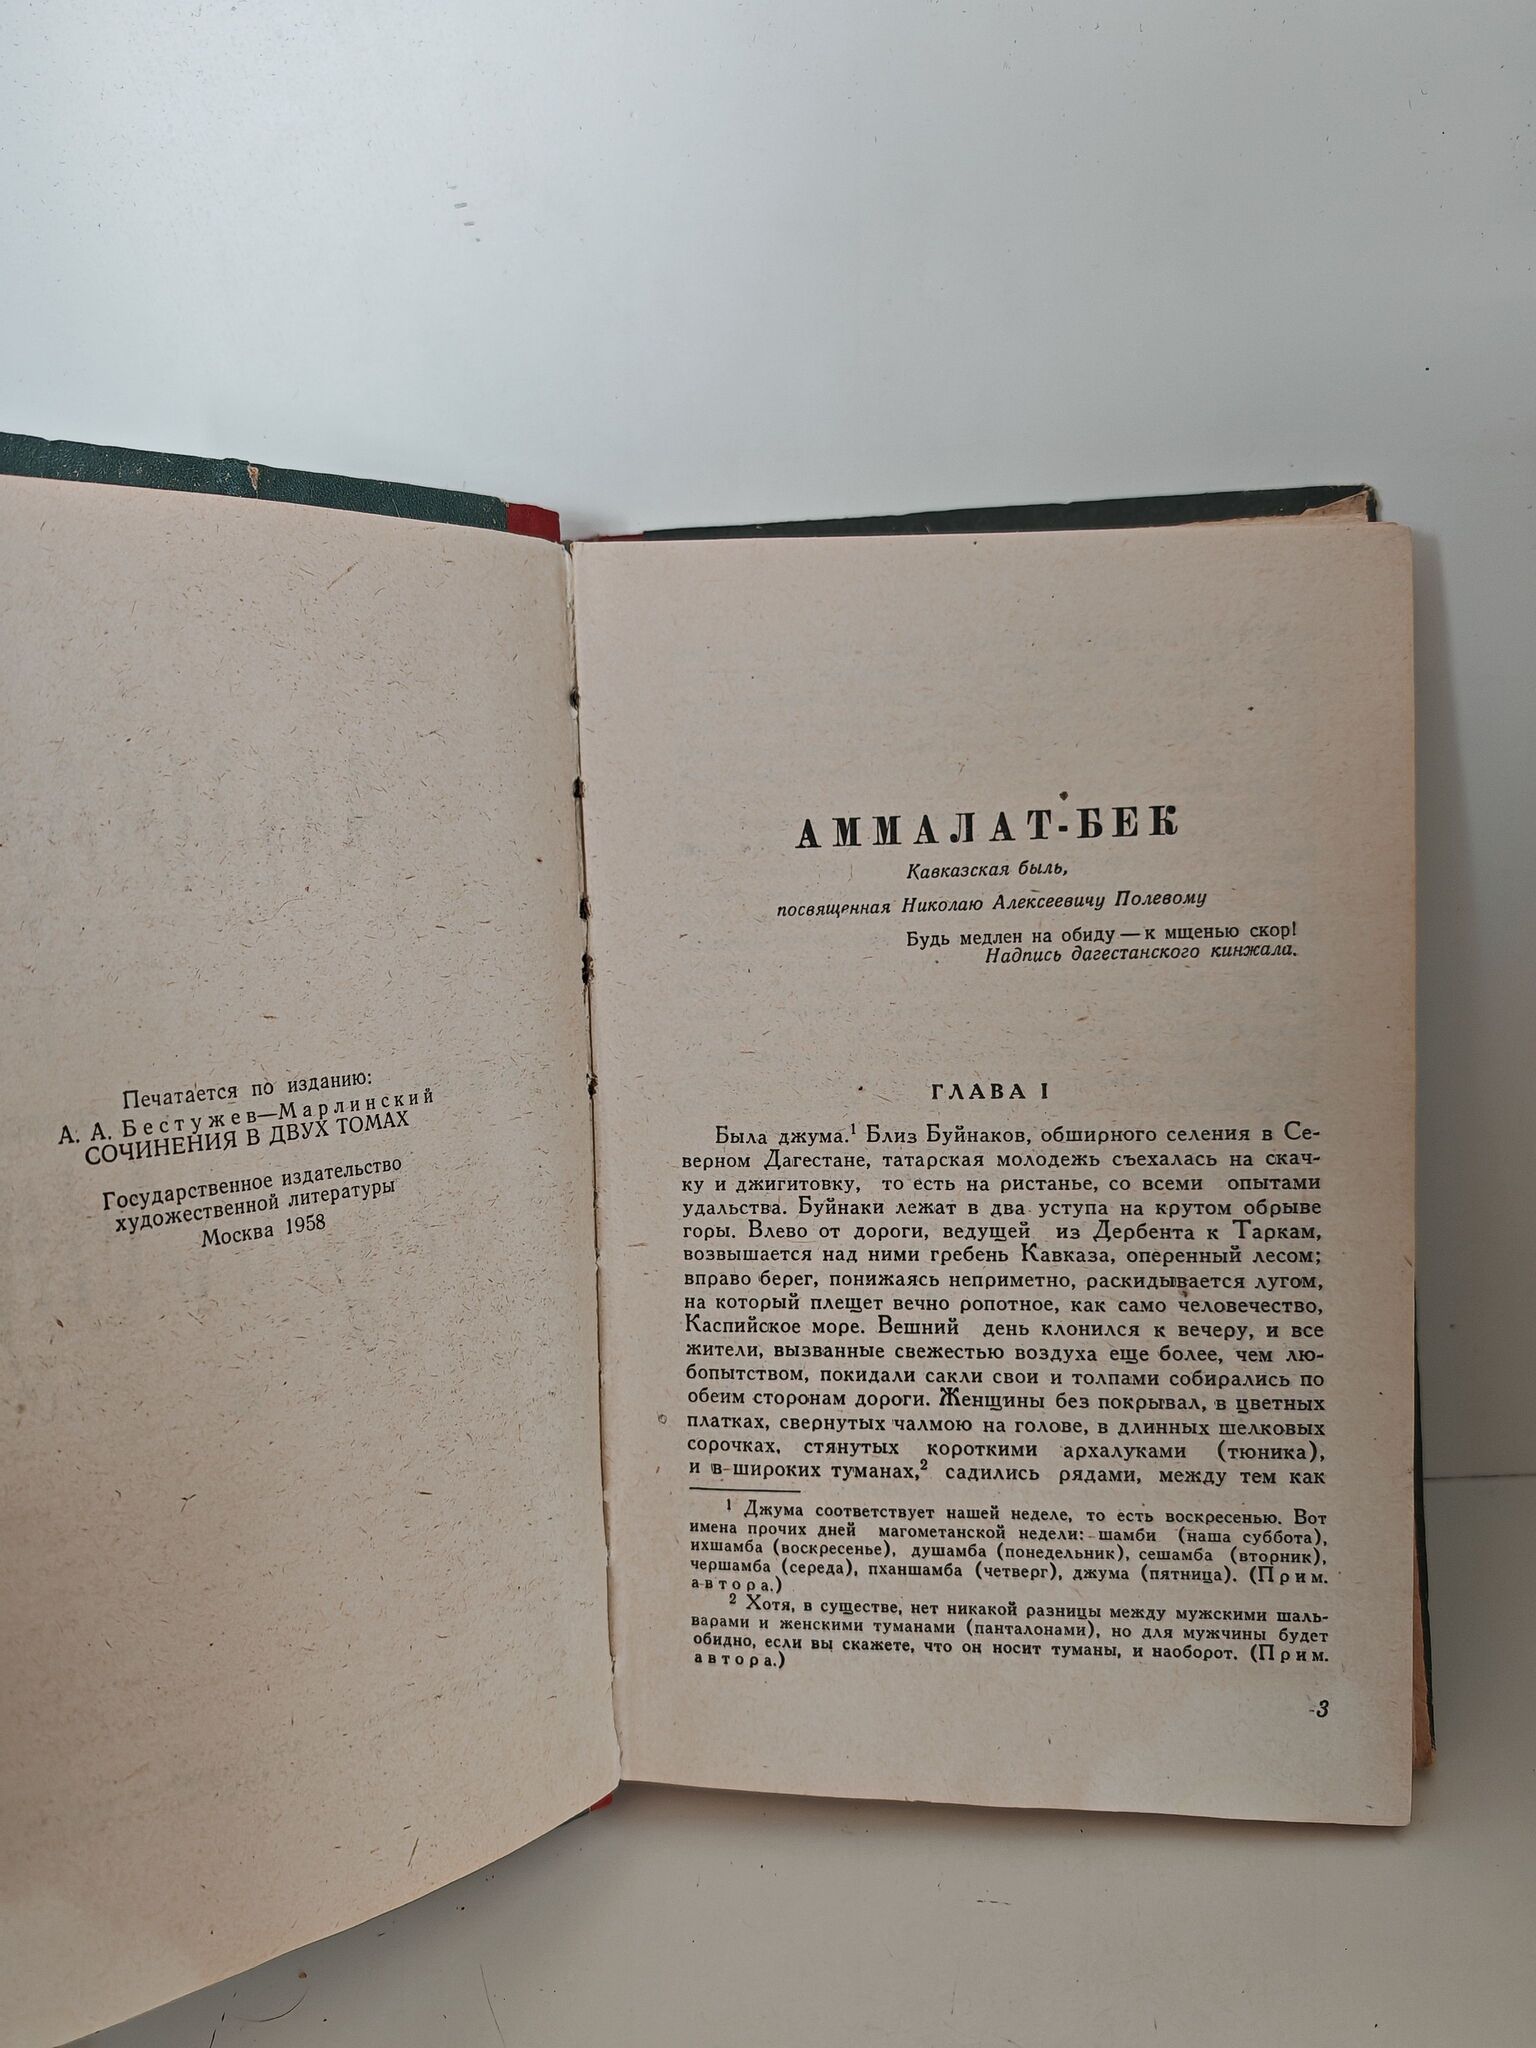 Печатается по изданию:
А. А. Бестужев—Марлинский
СОЧИНЕНИЯ В ДВУХ ТОМАХ
Государственное издательство
художественной литературы
Москва 1958
АММАЛАТ-БЕК
Кавказская быль,
посвященная Николаю Алексеевичу Полевому
Будь медлен на обиду — к мщенью скор!
Надпись дагестанского кинжала.
ГЛАВА I
Была джума.¹ Близ Буйнаков, обширного селения в Се-
верном Дагестане, татарская молодежь съехалась на скач-
ку и джигитовку, то есть на ристанье, со всеми опытами
удальства. Буйнаки лежат в два уступа на крутом обрыве
горы. Влево от дороги, ведущей из Дербента к Таркам,
возвышается над ними гребень Кавказа, оперенный лесом;
вправо берег, понижаясь неприметно, раскидывается лугом,
на который плещет вечно ропотное, как само человечество,
Каспийское море. Вешний день клонился к вечеру, и все
жители, вызванные свежестью воздуха еще более, чем лю-
бопытством, покидали сакли свои и толпами собирались по
обеим сторонам дороги. Женщины без покрывал, в цветных
платках, свернутых чалмою на голове, в длинных шелковых
сорочках, стянутых короткими архалуками (тюника),
и в широких туманах,² садились рядами, между тем как
¹ Джума соответствует нашей неделе, то есть воскресенью. Вот
имена прочих дней магометанской недели: шамби (наша суббота),
ихшамба (воскресенье), душамба (понедельник), сешамба (вторник),
чершамба (середа), пханшамба (четверг), джума (пятница). (Прим.
автора.)
² Хотя, в существе, нет никакой разницы между мужскими шаль-
варами и женскими туманами (панталонами), но для мужчины будет
обидно, если вы скажете, что он носит туманы, и наоборот. (Прим.
автора.)
3